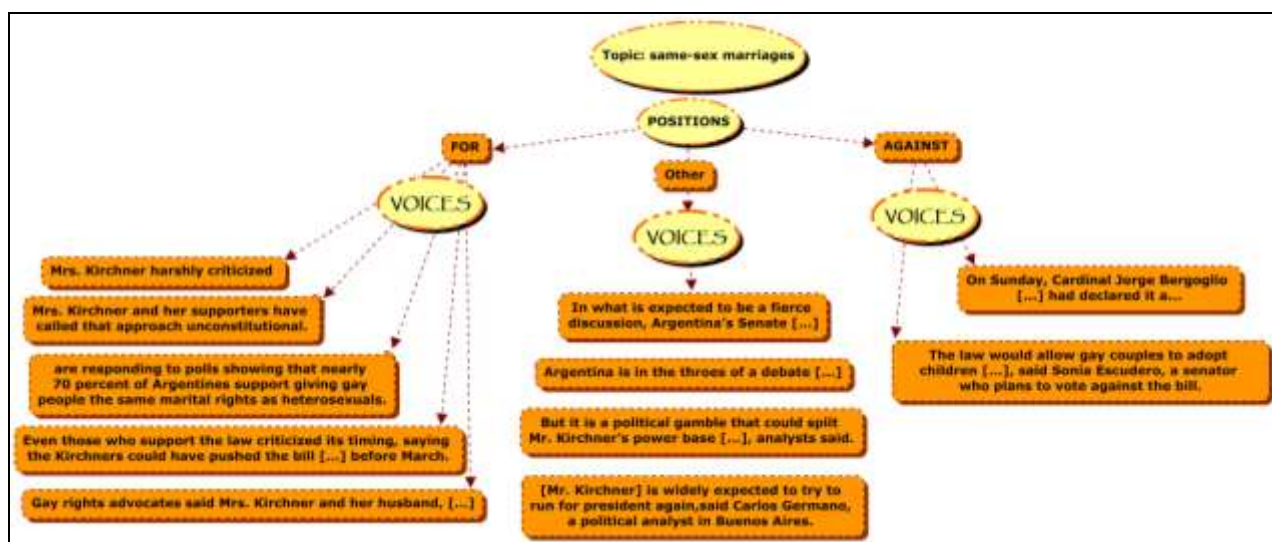 Topic: same-sex marriages
POSITIONS
FOR
VOICES
Mrs. Kirchner harshly criticized
Mrs. Kirchner and her supporters have
called that approach unconstitutional.
are responding to polls showing that nearly
70 percent of Argentines support giving gay
people the same marital rights as heterosexuals.
Even those who support the law criticized its timing, saying
the Kirchners could have pushed the bill [...] before March.
Gay rights advocates said Mrs. Kirchner and her husband, [...]
Other
VOICES
In what is expected to be a fierce
discussion, Argentina's Senate [...]
Argentina is in the throes of a debate [...]
But it is a political gamble that could split
Mr. Kirchner's power base [...], analysts said.
[Mr. Kirchner] is widely expected to try to
run for president again,said Carlos Germano,
a political analyst in Buenos Aires.
AGAINST
VOICES
On Sunday, Cardinal Jorge Bergoglio
[...] had declared it a...
The law would allow gay couples to adopt
children [...], said Sonia Escudero, a senator
who plans to vote against the bill.